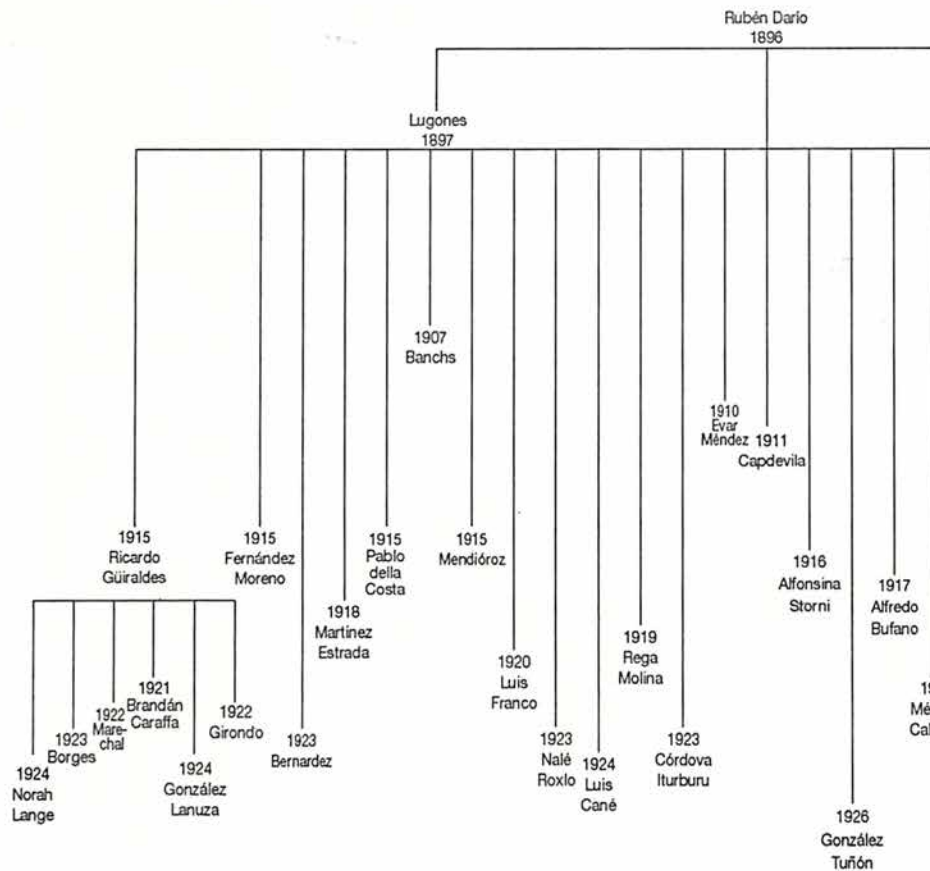 Rubén Darío
1896
Lugones
1897
1907
Banchs
1910
Evar
Méndez
1911
Capdevila
1915
Ricardo
Güiraldes
1915
Fernández
Moreno
1915
Pablo
della
Costa
1915
Mendióroz
1916
Alfonsina
Storni
1917
Alfredo
Bufano
1918
Martínez
Estrada
1919
Rega
Molina
1920
Luis
Franco
1921
Brandán
Caraffa
1922
Mare-
chal
1922
Girondo
1923
Borges
1923
Bernardez
1923
Nalé
Roxlo
1923
Córdova
Iturburu
1924
Norah
Lange
1924
González
Lanuza
1924
Luis
Cané
1926
González
Tuñón